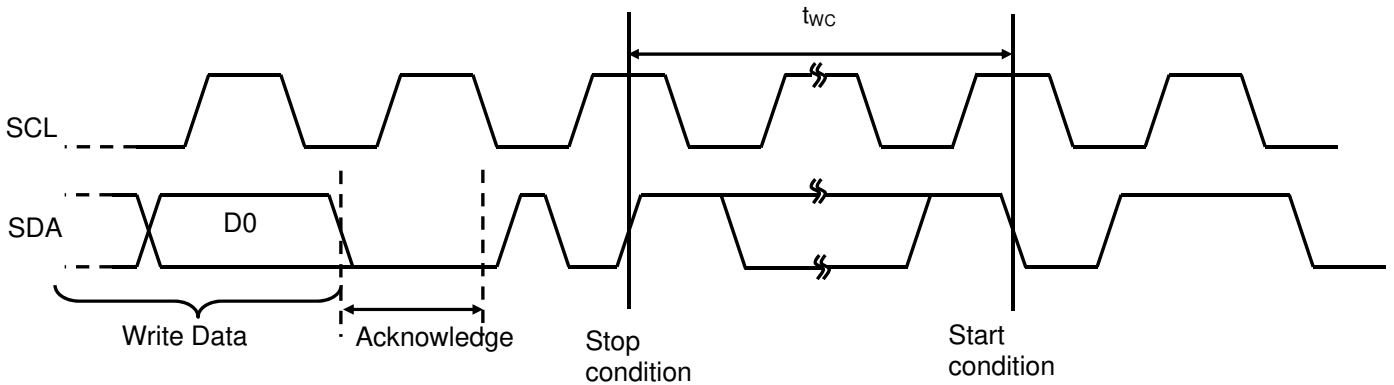 tWC
SCL
SDA
D0
Write Data
Acknowledge
Stop
condition
Start
condition